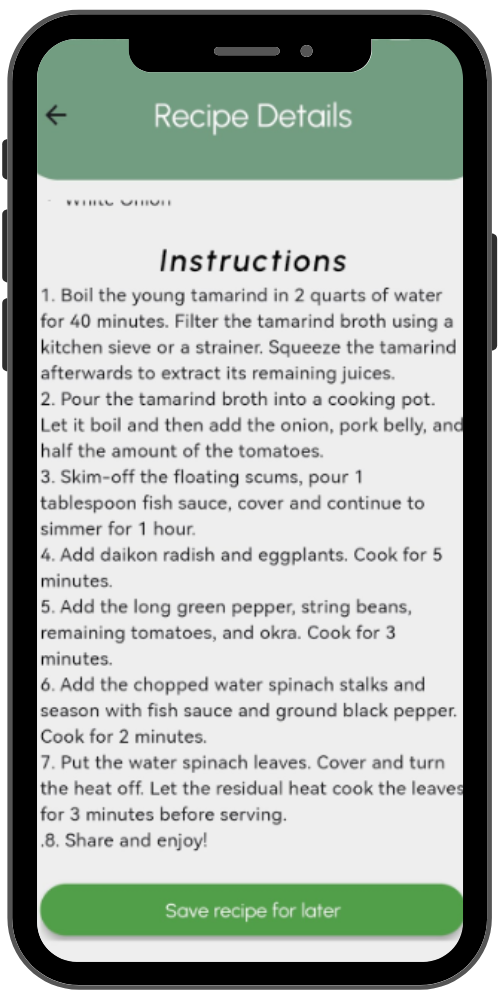 Recipe Details
White Onion
Instructions
1. Boil the young tamarind in 2 quarts of water
for 40 minutes. Filter the tamarind broth using a
kitchen sieve or a strainer. Squeeze the tamarind
afterwards to extract its remaining juices.
2. Pour the tamarind broth into a cooking pot.
Let it boil and then add the onion, pork belly, and
half the amount of the tomatoes.
3. Skim-off the floating scums, pour 1
tablespoon fish sauce, cover and continue to
simmer for 1 hour.
4. Add daikon radish and eggplants. Cook for 5
minutes.
5. Add the long green pepper, string beans,
remaining tomatoes, and okra. Cook for 3
minutes.
6. Add the chopped water spinach stalks and
season with fish sauce and ground black pepper.
Cook for 2 minutes.
7. Put the water spinach leaves. Cover and turn
the heat off. Let the residual heat cook the leaves
for 3 minutes before serving.
.8. Share and enjoy!
Save recipe for later